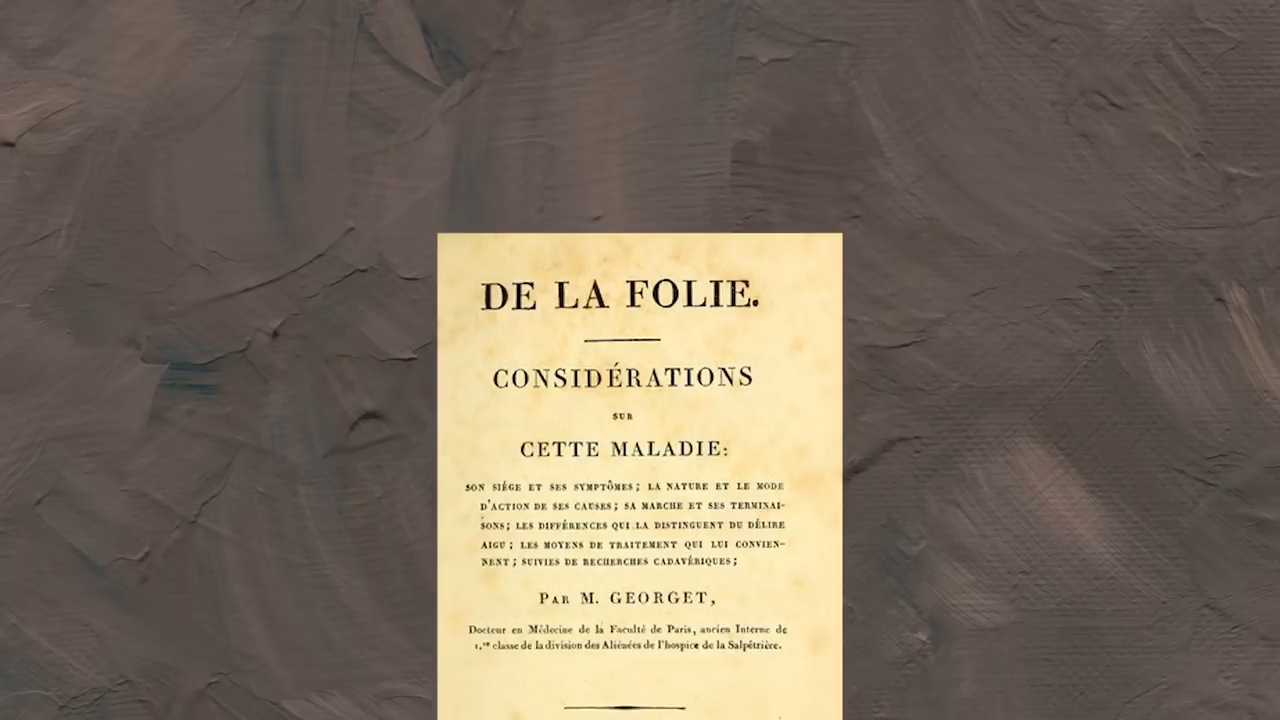 DE LA FOLIE.
CONSIDÉRATIONS
SUR
CETTE MALADIE:
SON SIÉGE ET SES SYMPTÔMES; LA NATURE ET LE MODE
D'ACTION DE SES CAUSES; SA MARCHE ET SES TERMINAI-
SONS; LES DIFFÉRENCES QUI LA DISTINGUENT DU DÉLIRE
AIGU; LES MOYENS DE TRAITEMENT QUI LUI CONVIEN-
NENT; SUIVIES DE RECHERCHES CADAVÉRIQUES;
PAR M. GEORGET,
Docteur en Médecine de la Faculté de Paris, ancien Interne de
1.re classe de la division des Aliénées de l'hospice de la Salpêtrière.